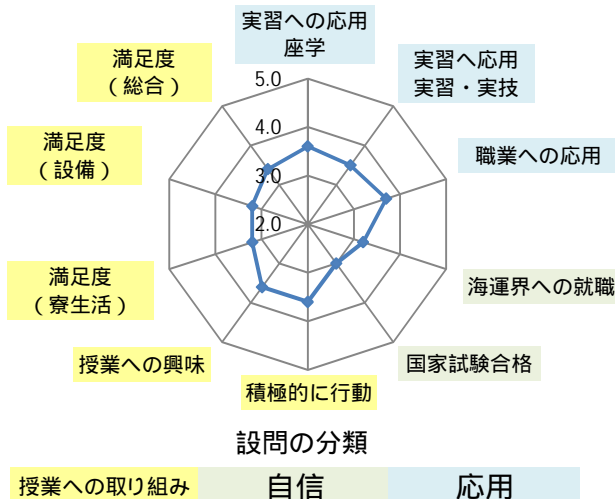 実習への応用
座学
実習へ応用
実習・実技
職業への応用
海運界への就職
国家試験合格
積極的に行動
授業への興味
満足度
（寮生活）
満足度
（設備）
満足度
（総合）
5.0
4.0
3.0
2.0
設問の分類
授業への取り組み 自信 応用